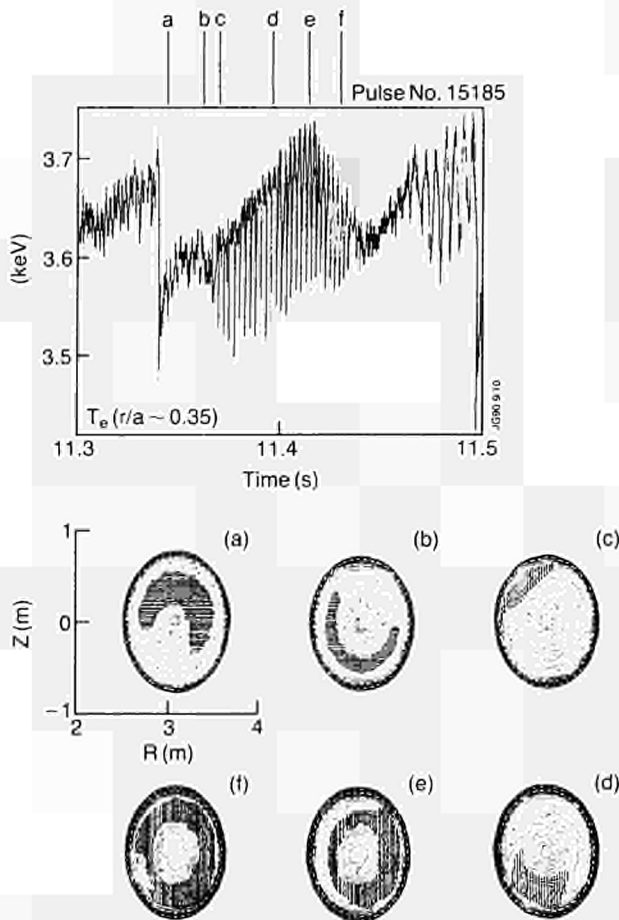 a b c d e f
Pulse No. 15185
3.7
3.6
3.5
(keV)
Tₑ (r/a ~ 0.35)
JG90 9 10
11.3 11.4 11.5
Time (s)
1
0
−1
Z (m)
2 3 4
R (m)
(a) (b) (c)
(f) (e) (d)